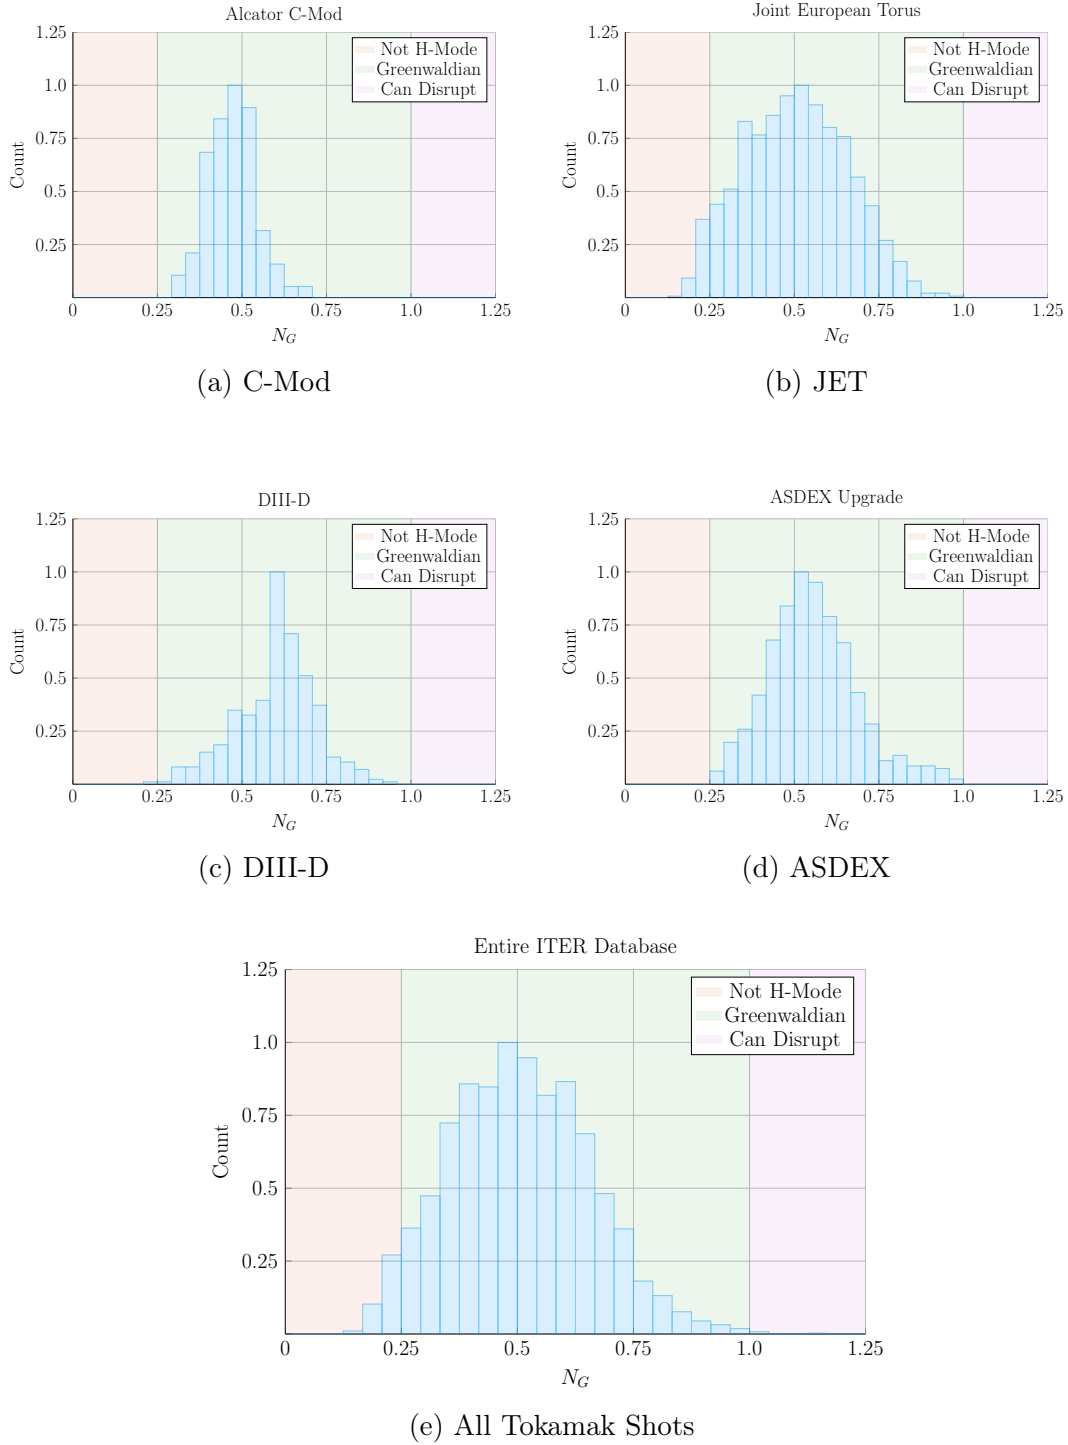 Alcator C-Mod
1.25
1.0
0.75
0.5
0.25
Count
Not H-Mode
Greenwaldian
Can Disrupt
0 0.25 0.5 0.75 1.0 1.25
N_G
(a) C-Mod
Joint European Torus
1.25
1.0
0.75
0.5
0.25
Count
Not H-Mode
Greenwaldian
Can Disrupt
0 0.25 0.5 0.75 1.0 1.25
N_G
(b) JET
DIII-D
1.25
1.0
0.75
0.5
0.25
Count
Not H-Mode
Greenwaldian
Can Disrupt
0 0.25 0.5 0.75 1.0 1.25
N_G
(c) DIII-D
ASDEX Upgrade
1.25
1.0
0.75
0.5
0.25
Count
Not H-Mode
Greenwaldian
Can Disrupt
0 0.25 0.5 0.75 1.0 1.25
N_G
(d) ASDEX
Entire ITER Database
1.25
1.0
0.75
0.5
0.25
Count
Not H-Mode
Greenwaldian
Can Disrupt
0 0.25 0.5 0.75 1.0 1.25
N_G
(e) All Tokamak Shots